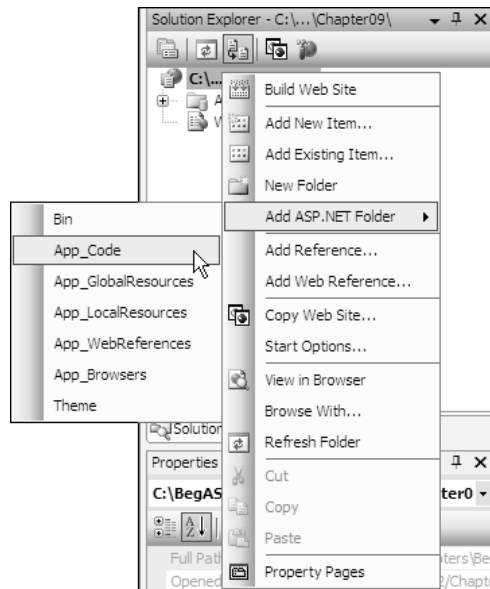 Solution Explorer - C:\...\Chapter09\
C:\...
Build Web Site
Add New Item...
Add Existing Item...
New Folder
Add ASP.NET Folder
Add Reference...
Add Web Reference...
Copy Web Site...
Start Options...
View in Browser
Browse With...
Refresh Folder
Cut
Copy
Paste
Property Pages
Bin
App_Code
App_GlobalResources
App_LocalResources
App_WebReferences
App_Browsers
Theme
Solution
Properties
C:\BegAS ter0
Full Path ters\Be
Opened 2/Chapt